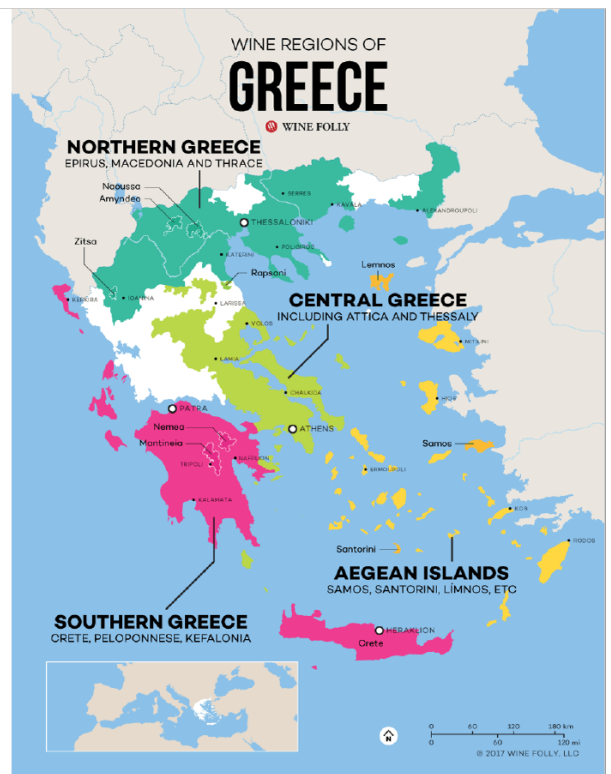 WINE REGIONS OF
GREECE
WINE FOLLY
NORTHERN GREECE
EPIRUS, MACEDONIA AND THRACE
Naoussa
Amyndeo
SERRES
KAVALA
ALEXANDROUPOLI
THESSALONIKI
Zitsa
POLIGIROS
KATERINI
Lemnos
Rapsani
KERKIRA
IOANINA
LARISSA
CENTRAL GREECE
INCLUDING ATTICA AND THESSALY
VOLOS
MITILINI
LAMIA
CHALKIDA
HIOS
PATRA
Nemea
ATHENS
Mantineia
Samos
NAFPLION
TRIPOLI
ERMOUPOLI
KALAMATA
KOS
RODOS
Santorini
AEGEAN ISLANDS
SAMOS, SANTORINI, LÍMNOS, ETC
SOUTHERN GREECE
CRETE, PELOPONNESE, KEFALONIA
HERAKLION
Crete
N
0 60 120 180 km
0 60 120 mi
© 2017 WINE FOLLY, LLC